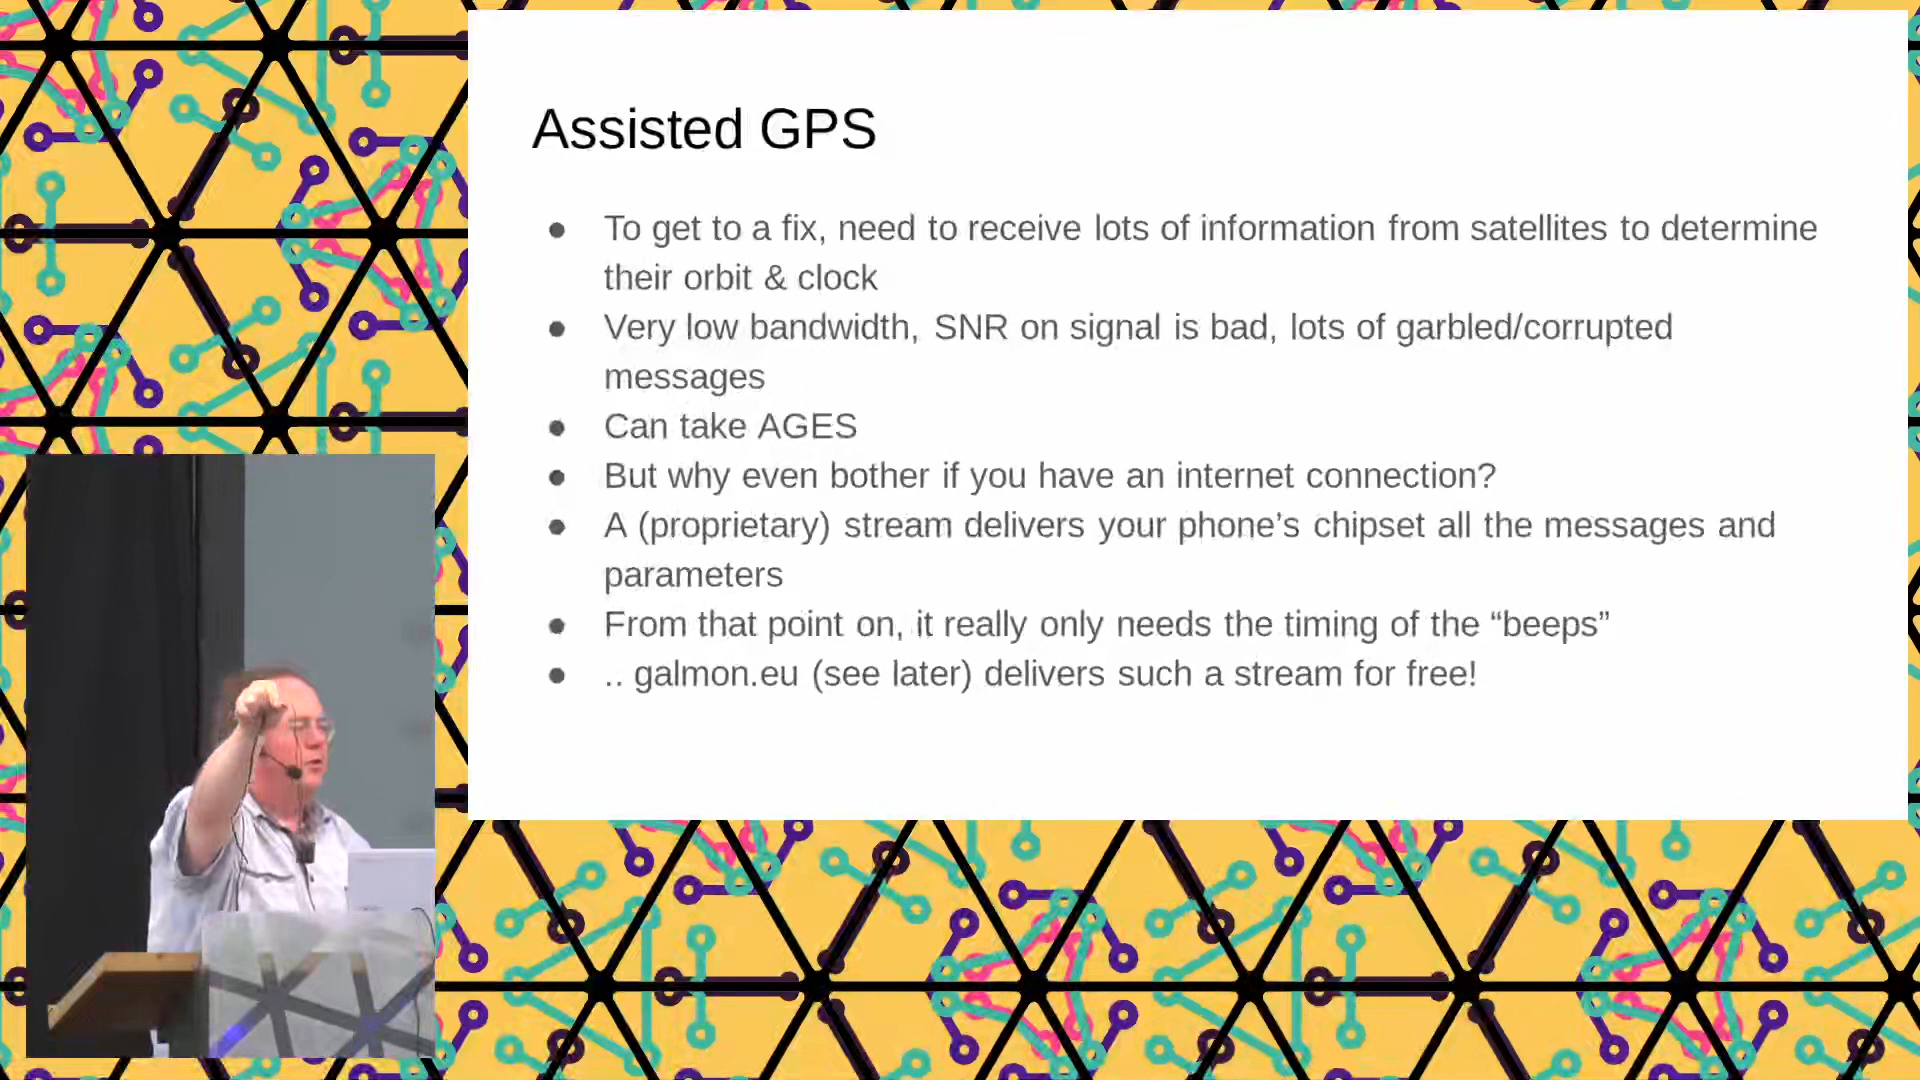 Assisted GPS
● To get to a fix, need to receive lots of information from satellites to determine
their orbit & clock
● Very low bandwidth, SNR on signal is bad, lots of garbled/corrupted
messages
● Can take AGES
● But why even bother if you have an internet connection?
● A (proprietary) stream delivers your phone’s chipset all the messages and
parameters
● From that point on, it really only needs the timing of the “beeps”
● .. galmon.eu (see later) delivers such a stream for free!